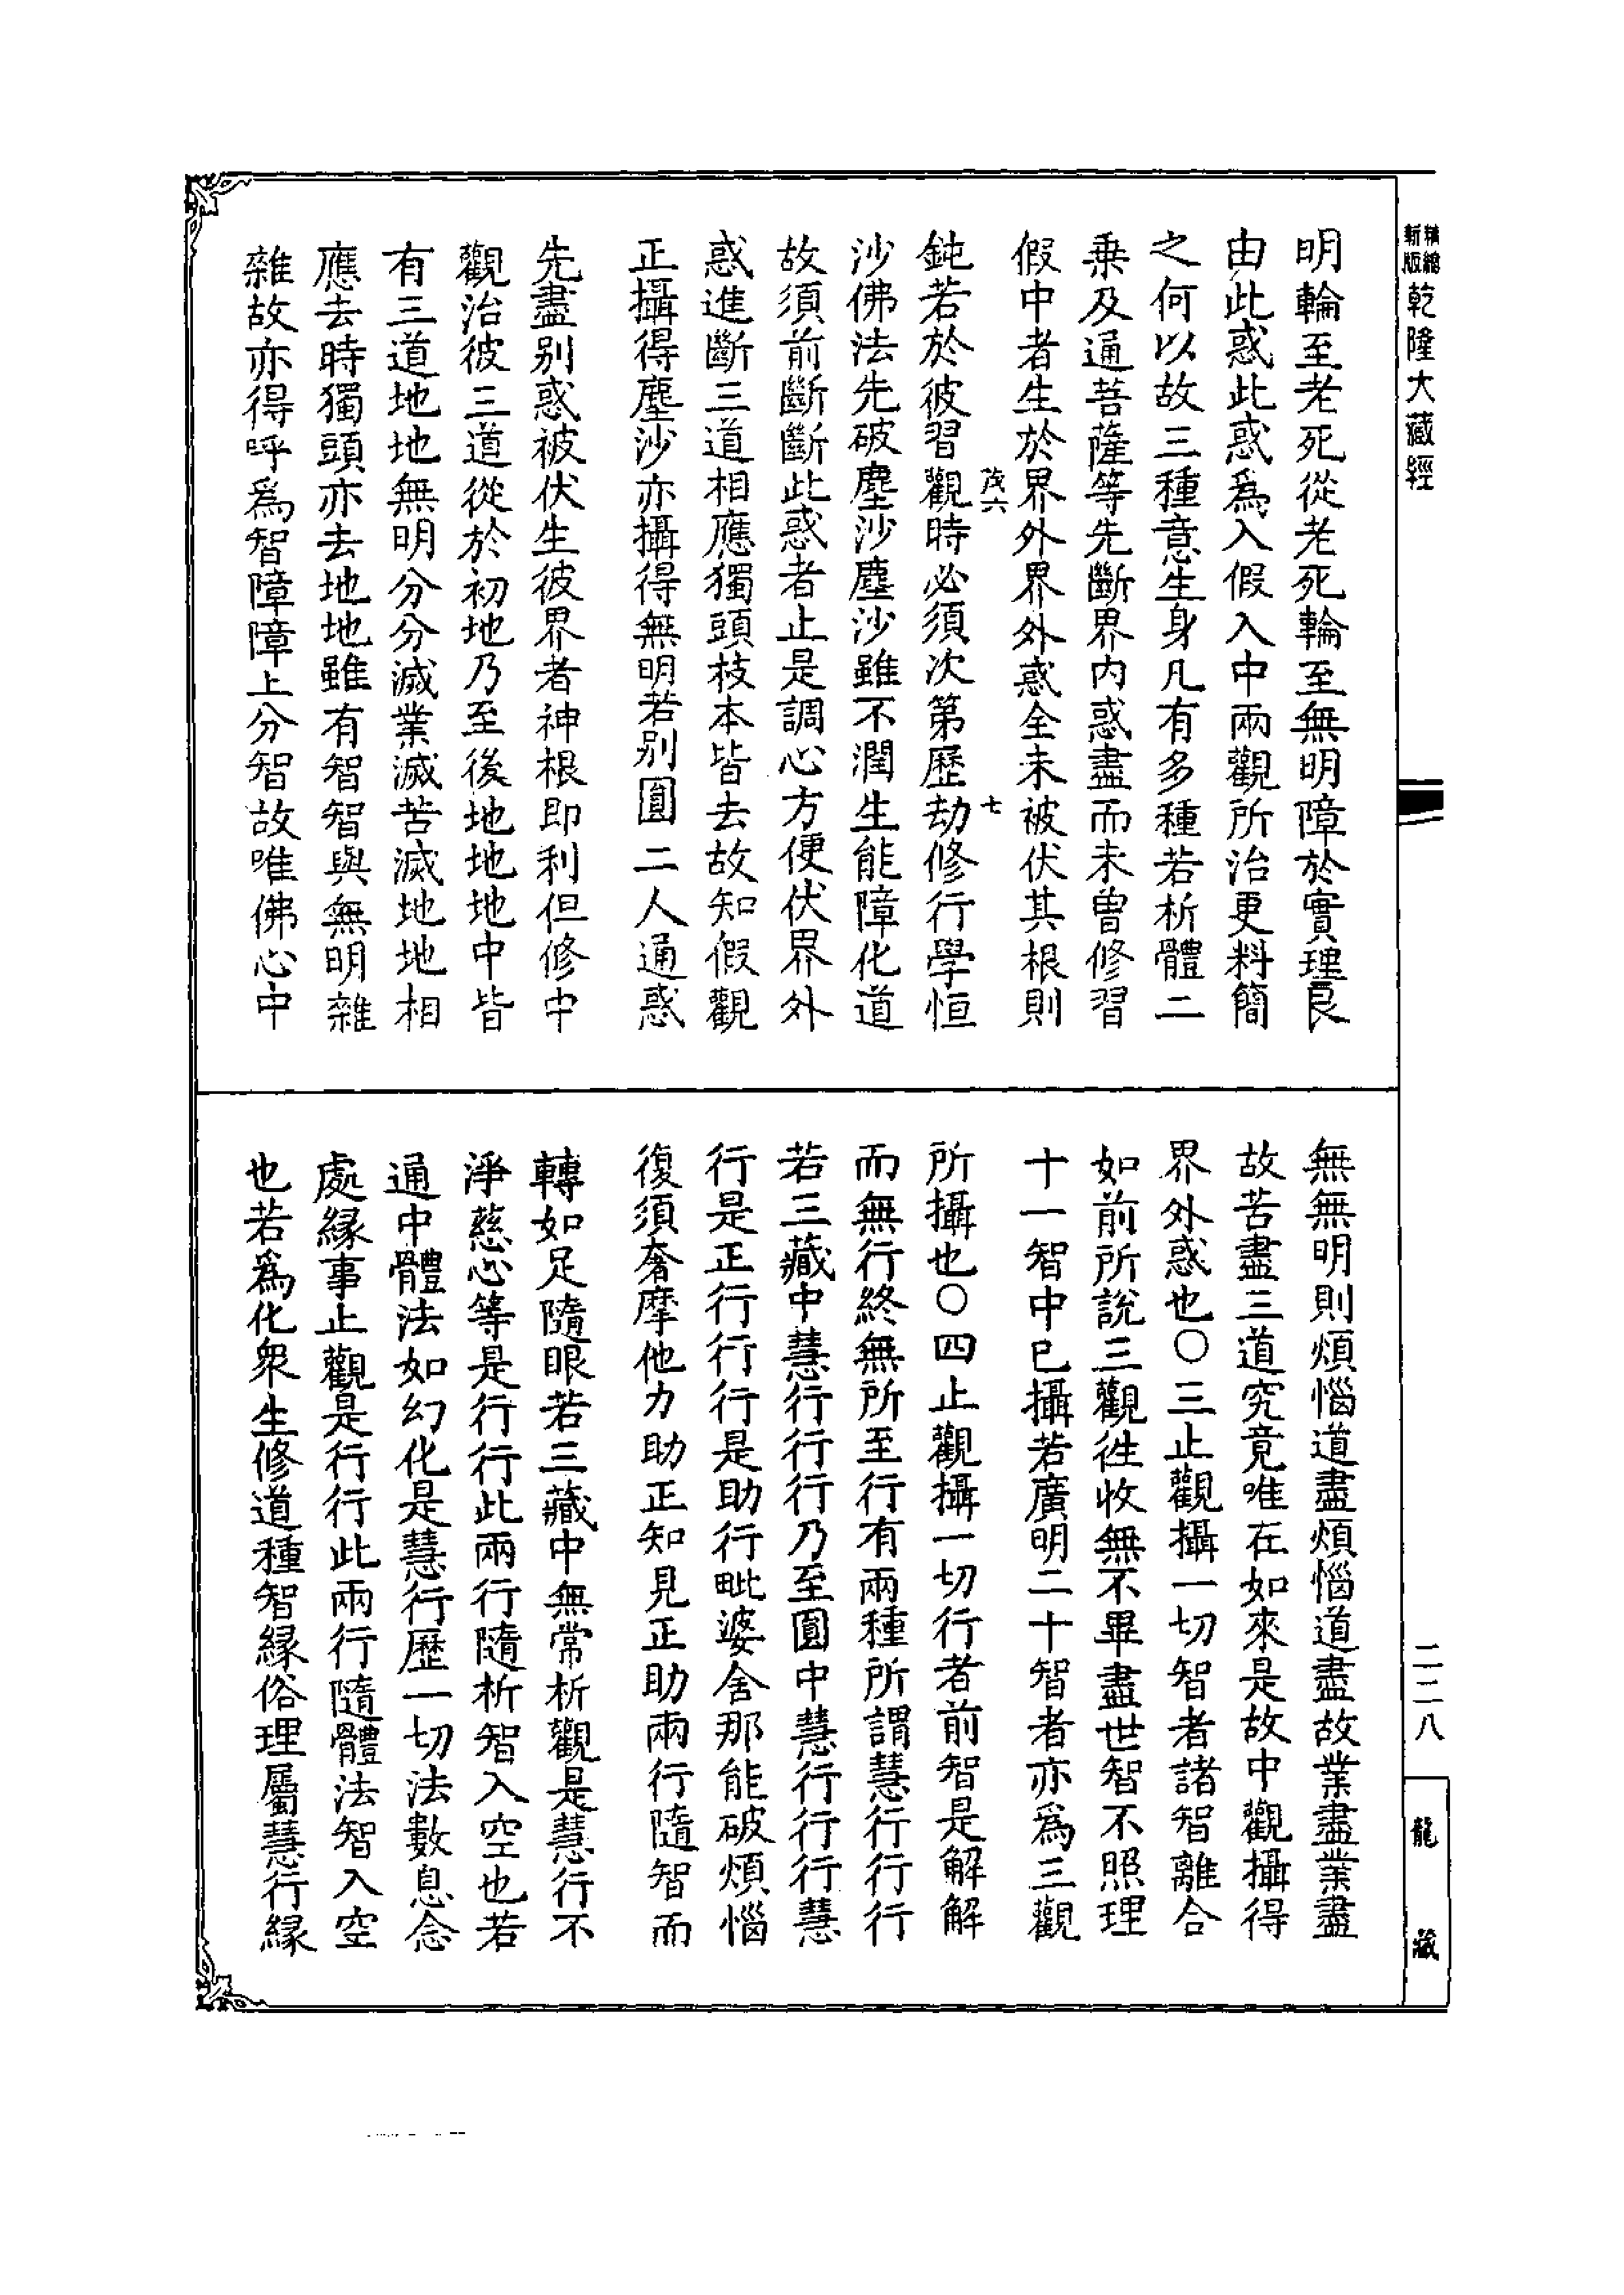 新版
精縮
乾隆大藏經
明輪至老死從老死輪至無明障於實理良
由此惑此惑爲入假入中兩觀所治更料簡
之何以故三種意生身凡有多種若析體二
乗及通菩薩等先斷界内惑盡而未曽修習
假中者生於界外界外惑全未被伏其根則
茂六
七
鈍若於彼習觀時必須次第歷劫修行學恒
沙佛法先破塵沙塵沙雖不潤生能障化道
故須前斷斷此惑者止是調心方便伏界外
惑進斷三道相應獨頭枝本皆去故知假觀
正攝得塵沙亦攝得無明若别圓二人通惑
先盡别惑被伏生彼界者神根即利但修中
觀治彼三道從於初地乃至後地地地中皆
有三道地地無明分分滅業滅苦滅地地相
應去時獨頭亦去地地雖有智智與無明雜
雜故亦得呼爲智障障上分智故唯佛心中
無無明則煩惱道盡煩惱道盡故業盡業盡
故苦盡三道究竟唯在如來是故中觀攝得
界外惑也○三止觀攝一切智者諸智離合
如前所說三觀徃收無不畢盡世智不照理
十一智中已攝若廣明二十智者亦爲三觀
所攝也○四止觀攝一切行者前智是解解
而無行終無所至行有兩種所謂慧行行行
若三藏中慧行行行乃至圓中慧行行行慧
行是正行行行是助行毗婆舍那能破煩惱
復須奢摩他力助正知見正助兩行隨智而
轉如足隨眼若三藏中無常析觀是慧行不
淨慈心等是行行此兩行隨析智入空也若
通中體法如幻化是慧行歷一切法數息念
處緣事止觀是行行此兩行隨體法智入空
也若爲化衆生修道種智緣俗理屬慧行緣
二二八
龍藏